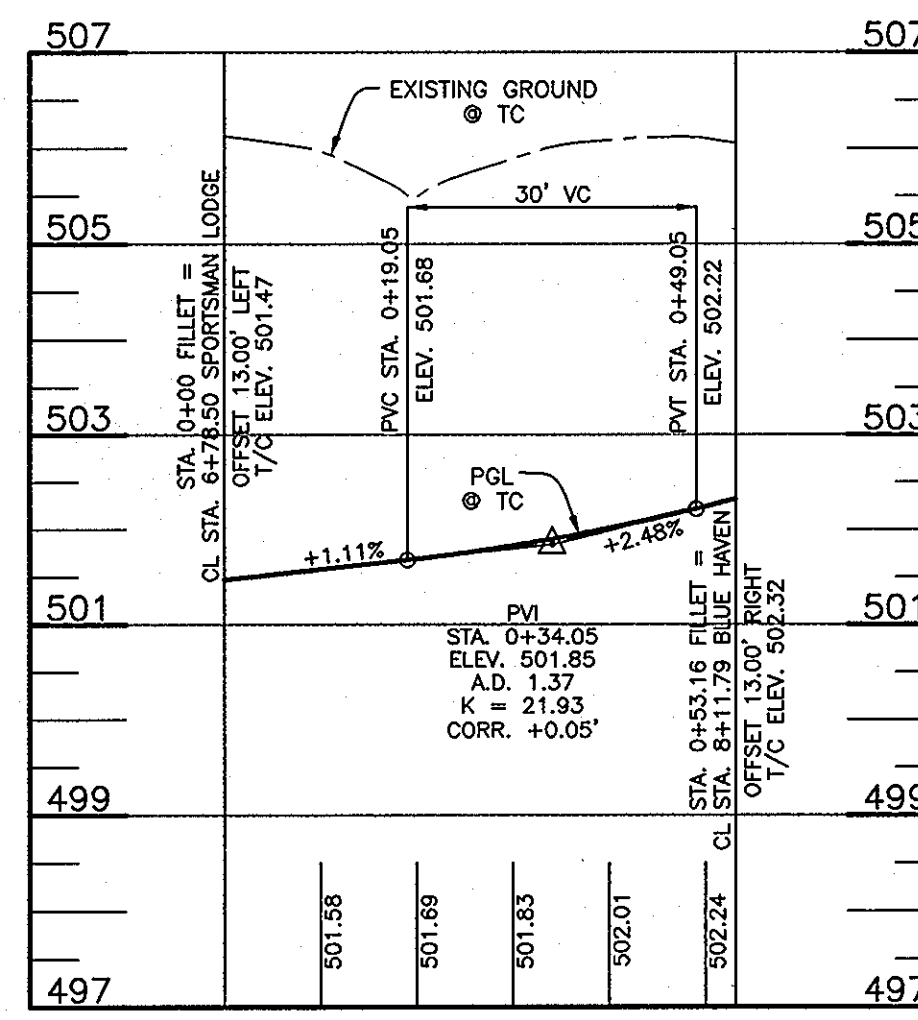 507
507
EXISTING GROUND
@ TC
30' VC
505
505
STA. 0+00 FILLET =
CL STA. 6+78.50 SPORTSMAN LODGE
OFFSET 13.00' LEFT
T/C ELEV. 501.47
PVC STA. 0+19.05
ELEV. 501.68
PVT STA. 0+49.05
ELEV. 502.22
503
503
PGL
@ TC
+1.11%
+2.48%
501
501
PVI
STA. 0+34.05
ELEV. 501.85
A.D. 1.37
K = 21.93
CORR. +0.05'
STA. 0+53.16 FILLET =
CL STA. 8+11.79 BLUE HAVEN
OFFSET 13.00' RIGHT
T/C ELEV. 502.32
499
499
501.58
501.69
501.83
502.01
502.24
497
497